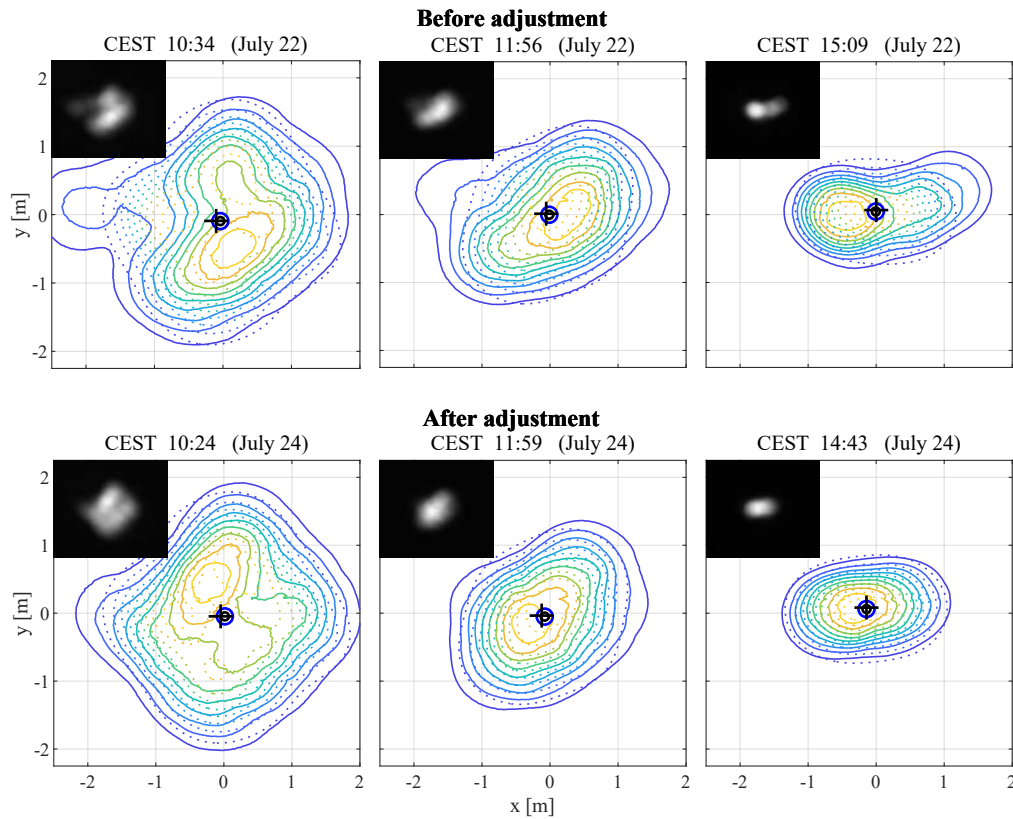 Before adjustment
CEST 10:34 (July 22)
CEST 11:56 (July 22)
CEST 15:09 (July 22)
2
1
0
-1
-2
y [m]
After adjustment
CEST 10:24 (July 24)
CEST 11:59 (July 24)
CEST 14:43 (July 24)
2
1
0
-1
-2
y [m]
-2 -1 0 1 2
-2 -1 0 1 2
-2 -1 0 1 2
x [m]